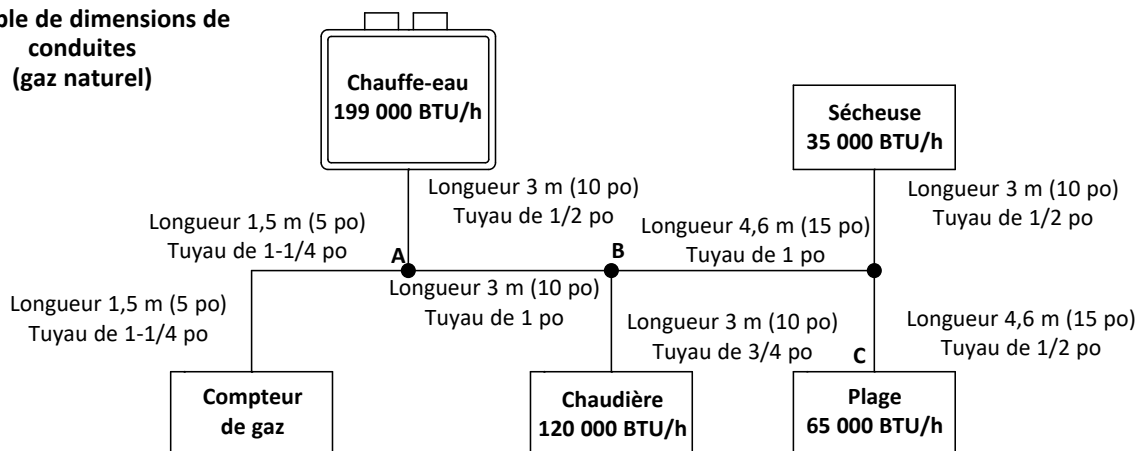 ble de dimensions de
conduites
(gaz naturel)
Chauffe-eau
199 000 BTU/h
Sécheuse
35 000 BTU/h
Longueur 3 m (10 po)
Tuyau de 1/2 po
Longueur 3 m (10 po)
Tuyau de 1/2 po
Longueur 1,5 m (5 po)
Tuyau de 1-1/4 po
Longueur 4,6 m (15 po)
Tuyau de 1 po
A
B
Longueur 3 m (10 po)
Tuyau de 1 po
Longueur 1,5 m (5 po)
Tuyau de 1-1/4 po
Longueur 3 m (10 po)
Tuyau de 3/4 po
C
Longueur 4,6 m (15 po)
Tuyau de 1/2 po
Compteur
de gaz
Chaudière
120 000 BTU/h
Plage
65 000 BTU/h